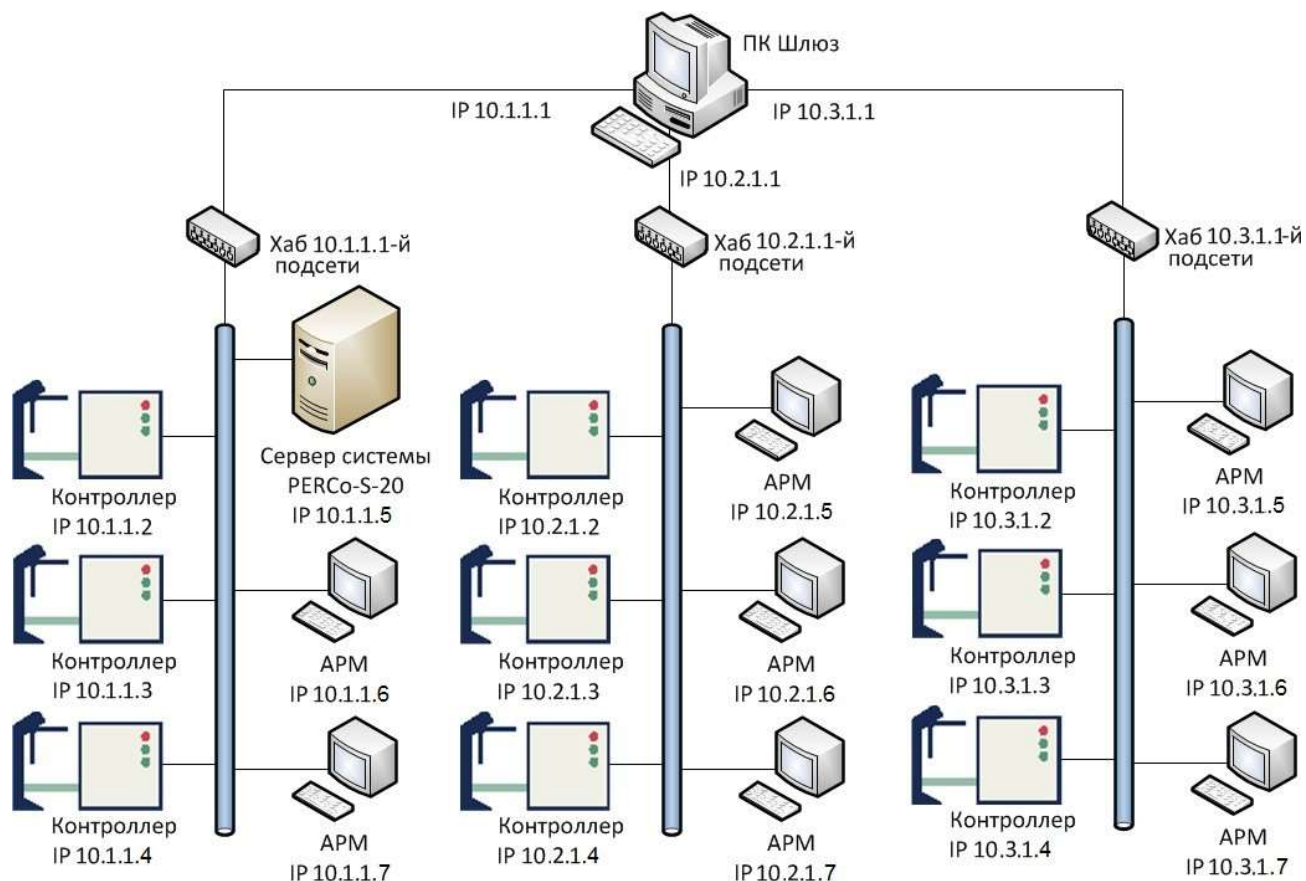 ПК Шлюз
IP 10.1.1.1
IP 10.3.1.1
IP 10.2.1.1
Хаб 10.1.1.1-й
подсети
Хаб 10.2.1.1-й
подсети
Хаб 10.3.1.1-й
подсети
Сервер системы
PERCo-S-20
IP 10.1.1.5
Контроллер
IP 10.1.1.2
Контроллер
IP 10.1.1.3
АРМ
IP 10.1.1.6
Контроллер
IP 10.1.1.4
АРМ
IP 10.1.1.7
Контроллер
IP 10.2.1.2
АРМ
IP 10.2.1.5
Контроллер
IP 10.2.1.3
АРМ
IP 10.2.1.6
Контроллер
IP 10.2.1.4
АРМ
IP 10.2.1.7
Контроллер
IP 10.3.1.2
АРМ
IP 10.3.1.5
Контроллер
IP 10.3.1.3
АРМ
IP 10.3.1.6
Контроллер
IP 10.3.1.4
АРМ
IP 10.3.1.7